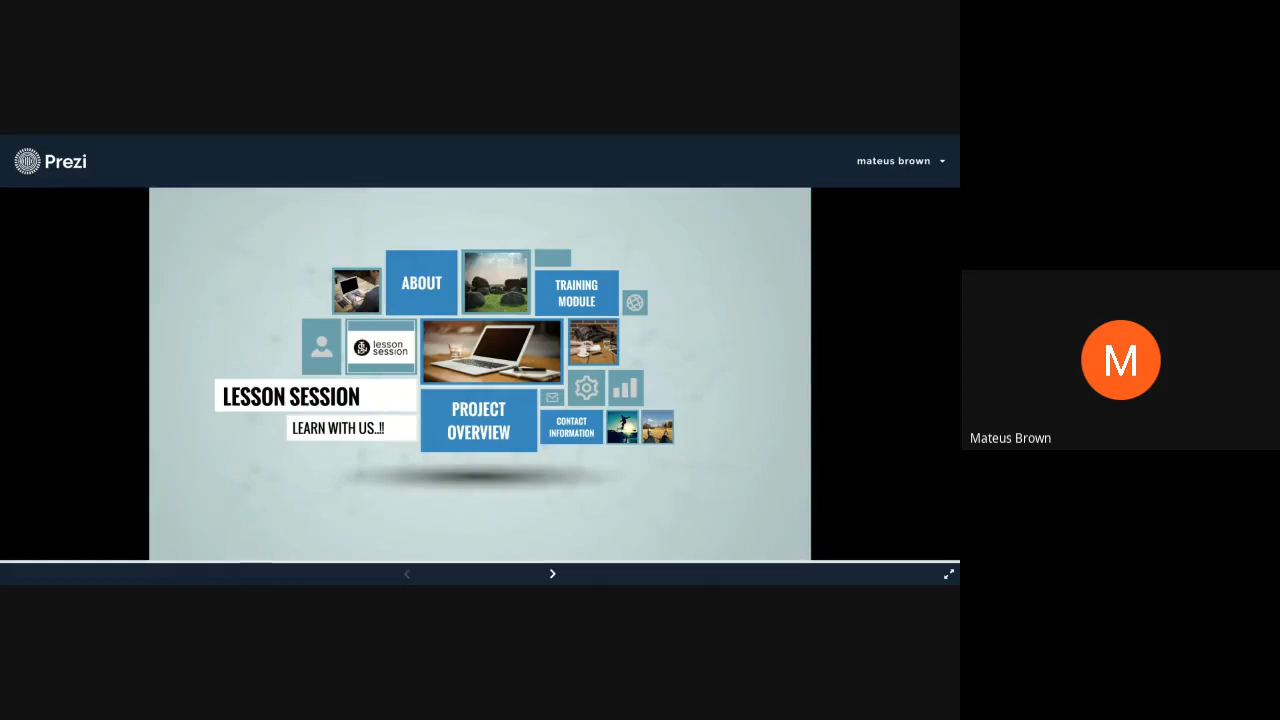 Prezi
mateus brown
ABOUT
TRAINING
MODULE
lesson
session
LESSON SESSION
LEARN WITH US..!!
PROJECT
OVERVIEW
CONTACT
INFORMATION
M
Mateus Brown